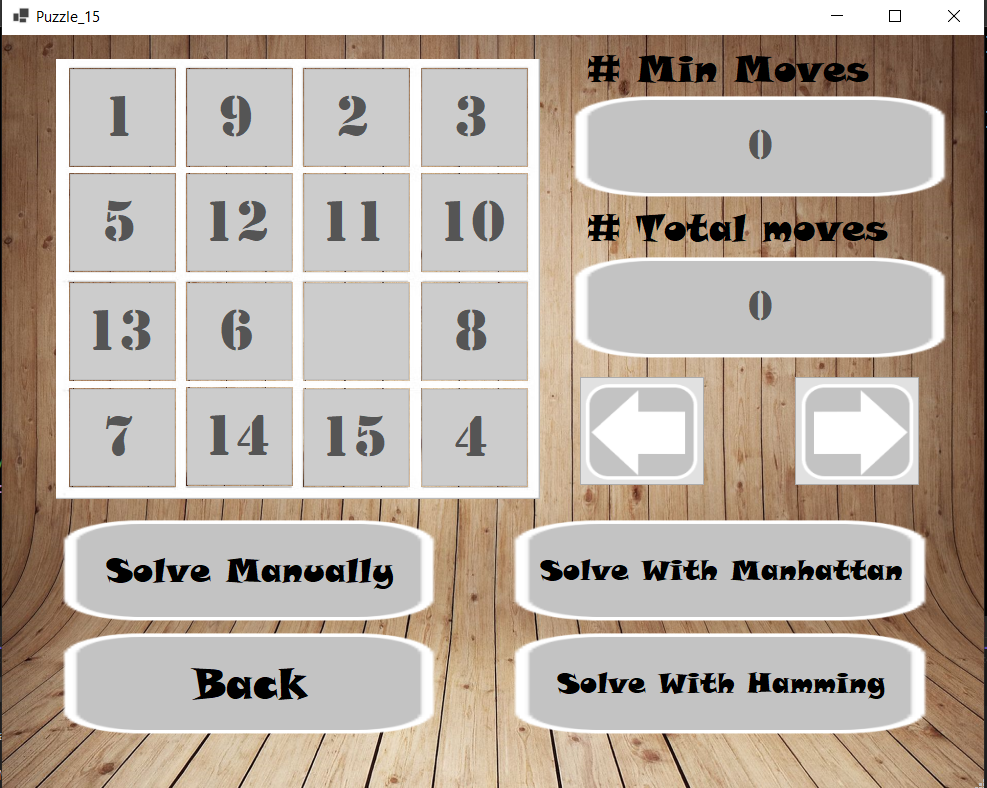 Puzzle_15
# Min Moves
0
# Total moves
0
1 9 2 3
5 12 11 10
13 6 8
7 14 15 4
Solve Manually
Solve With Manhattan
Back
Solve With Hamming